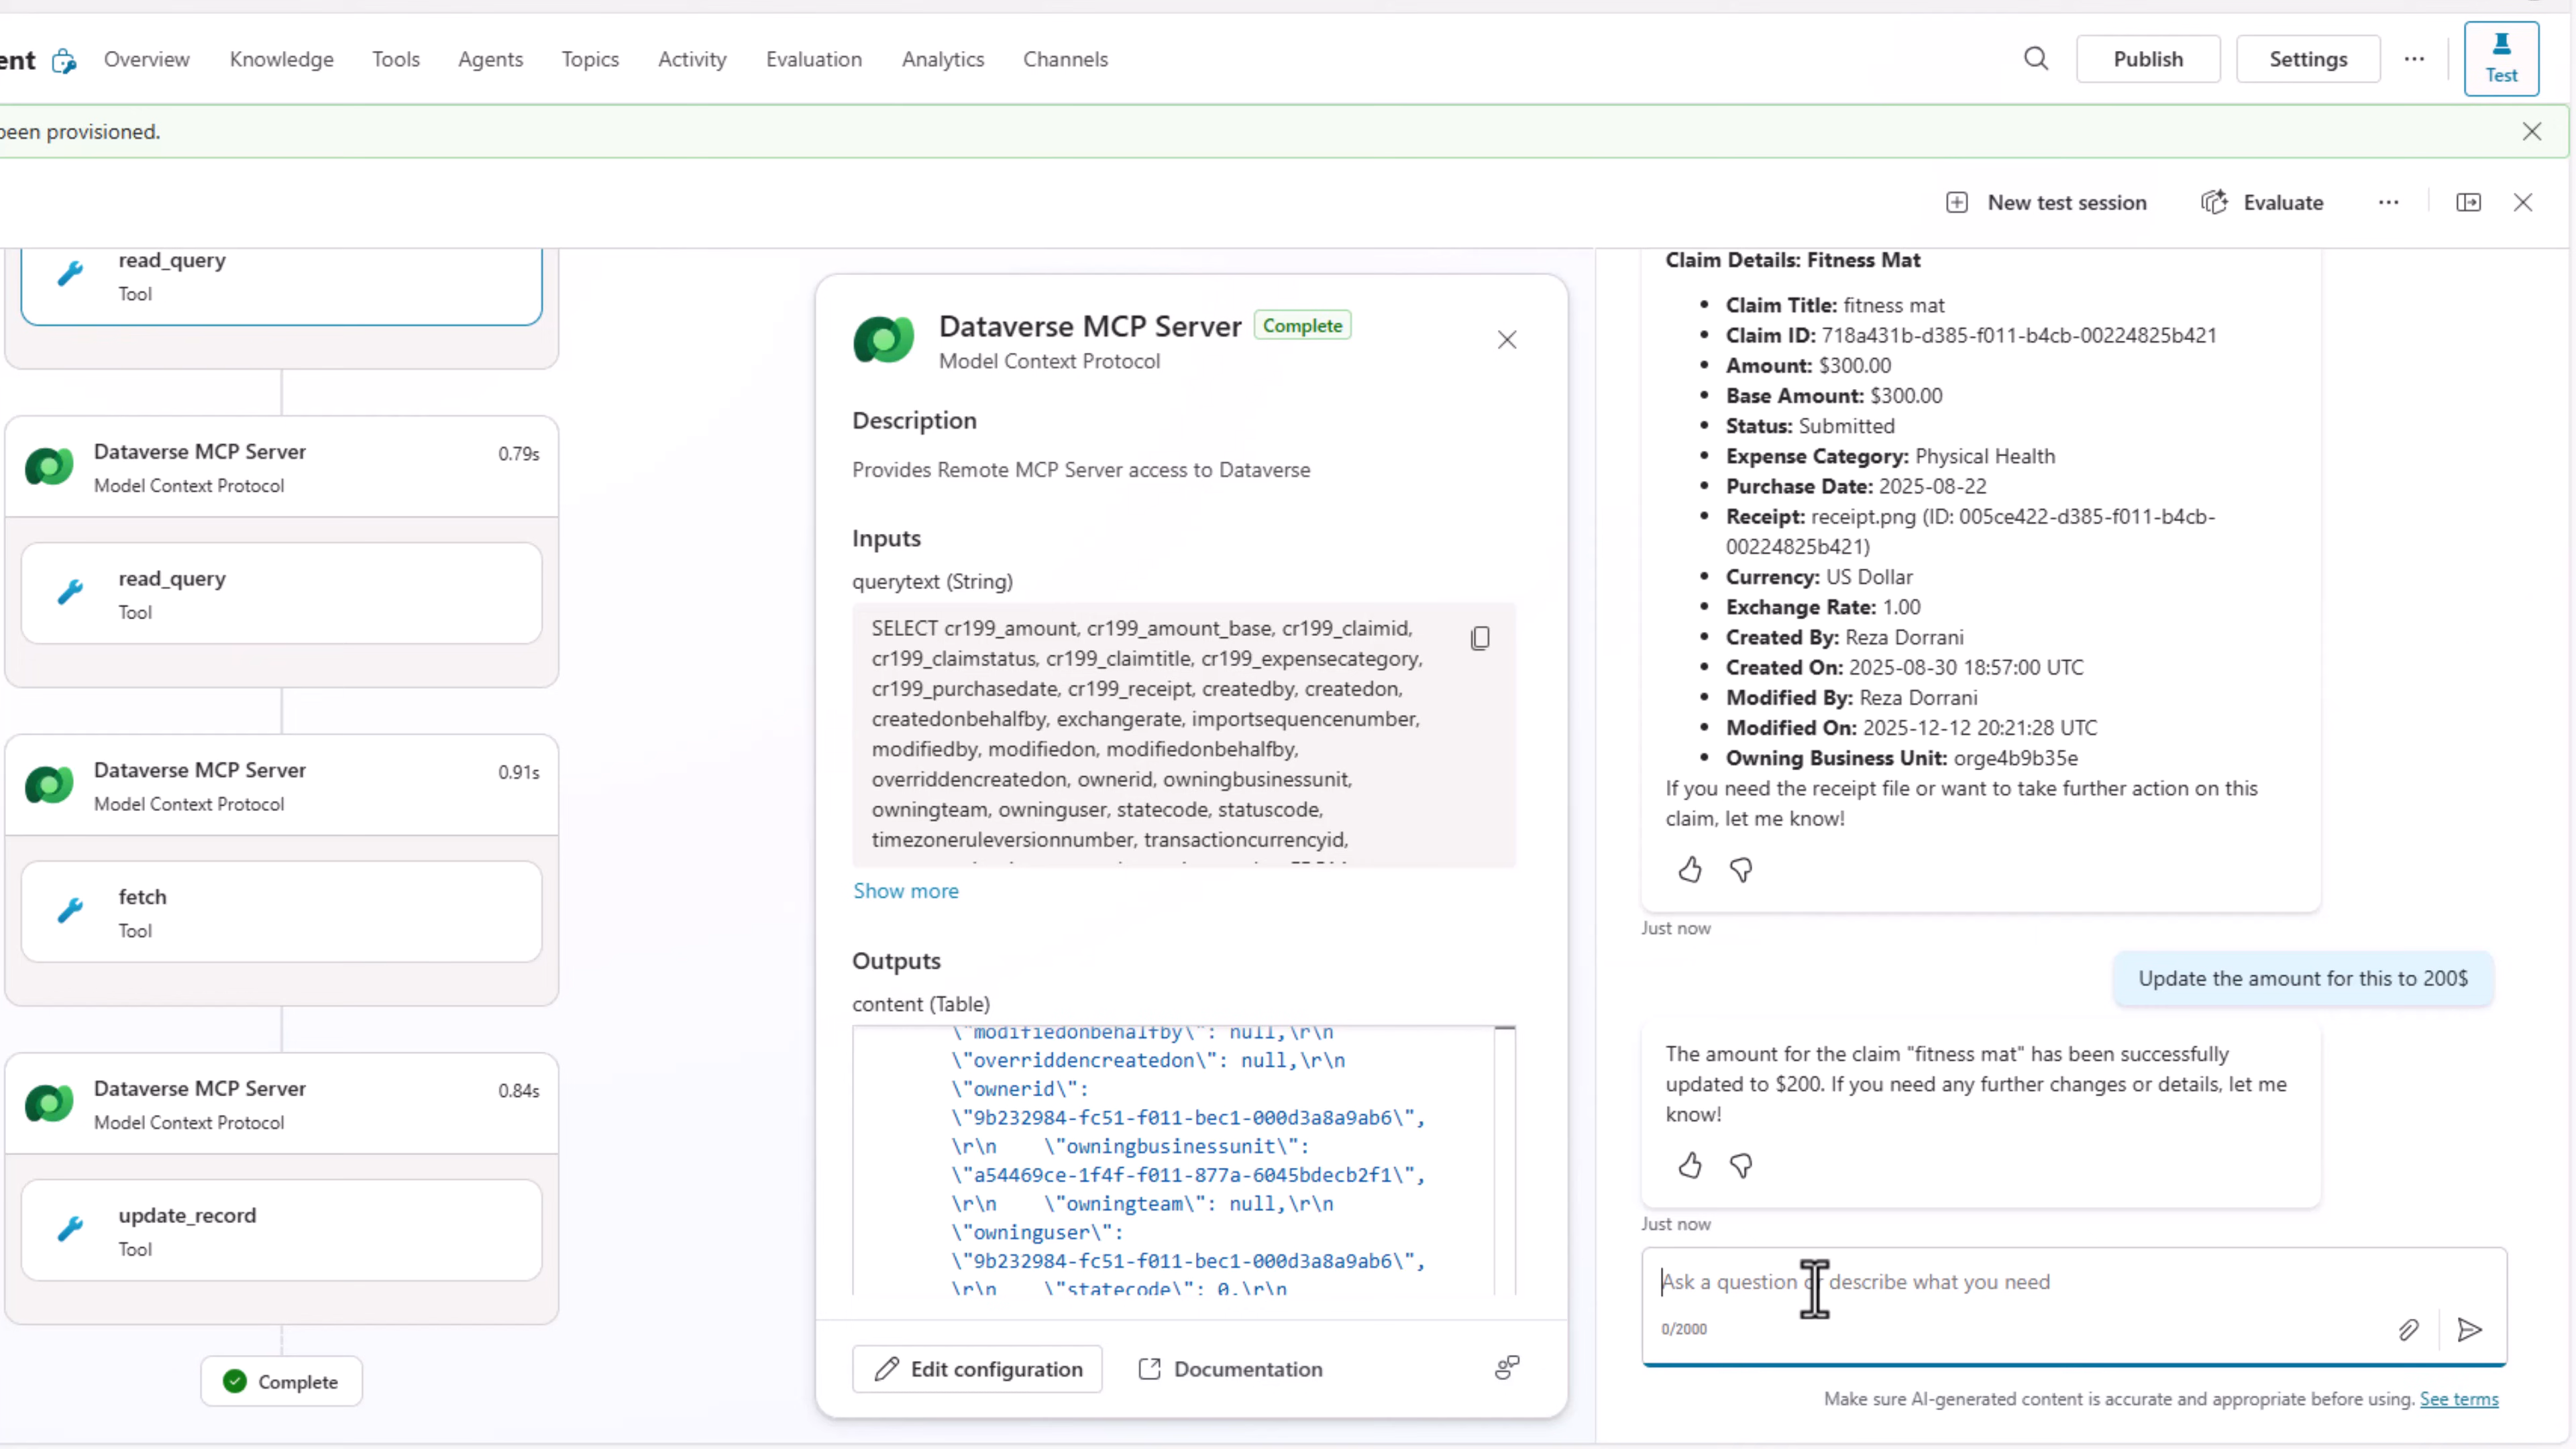 ent
Overview
Knowledge
Tools
Agents
Topics
Activity
Evaluation
Analytics
Channels
Publish
Settings
Test
been provisioned.
New test session
Evaluate
read_query
Tool
Dataverse MCP Server
0.79s
Model Context Protocol
read_query
Tool
Dataverse MCP Server
0.91s
Model Context Protocol
fetch
Tool
Dataverse MCP Server
0.84s
Model Context Protocol
update_record
Tool
Complete
Dataverse MCP Server
Complete
Model Context Protocol
Description
Provides Remote MCP Server access to Dataverse
Inputs
querytext (String)
SELECT cr199_amount, cr199_amount_base, cr199_claimid,
cr199_claimstatus, cr199_claimtitle, cr199_expensecategory,
cr199_purchasedate, cr199_receipt, createdby, createdon,
createdonbehalfby, exchangerate, importsequencenumber,
modifiedby, modifiedon, modifiedonbehalfby,
overriddencreatedon, ownerid, owningbusinessunit,
owningteam, owninguser, statecode, statuscode,
timezoneruleversionnumber, transactioncurrencyid,
Show more
Outputs
content (Table)
\"modifiedonbehalfby\": null,\r\n
\"overriddencreatedon\": null,\r\n
\"ownerid\":
\"9b232984-fc51-f011-bec1-000d3a8a9ab6\",
\r\n    \"owningbusinessunit\":
\"a54469ce-1f4f-f011-877a-6045bdecb2f1\",
\r\n    \"owningteam\": null,\r\n
\"owninguser\":
\"9b232984-fc51-f011-bec1-000d3a8a9ab6\",
\r\n    \"statecode\": 0,\r\n
Edit configuration
Documentation
Claim Details: Fitness Mat
• Claim Title: fitness mat
• Claim ID: 718a431b-d385-f011-b4cb-00224825b421
• Amount: $300.00
• Base Amount: $300.00
• Status: Submitted
• Expense Category: Physical Health
• Purchase Date: 2025-08-22
• Receipt: receipt.png (ID: 005ce422-d385-f011-b4cb-
00224825b421)
• Currency: US Dollar
• Exchange Rate: 1.00
• Created By: Reza Dorrani
• Created On: 2025-08-30 18:57:00 UTC
• Modified By: Reza Dorrani
• Modified On: 2025-12-12 20:21:28 UTC
• Owning Business Unit: orge4b9b35e
If you need the receipt file or want to take further action on this
claim, let me know!
Just now
Update the amount for this to 200$
The amount for the claim "fitness mat" has been successfully
updated to $200. If you need any further changes or details, let me
know!
Just now
Ask a question or describe what you need
0/2000
Make sure AI-generated content is accurate and appropriate before using. See terms